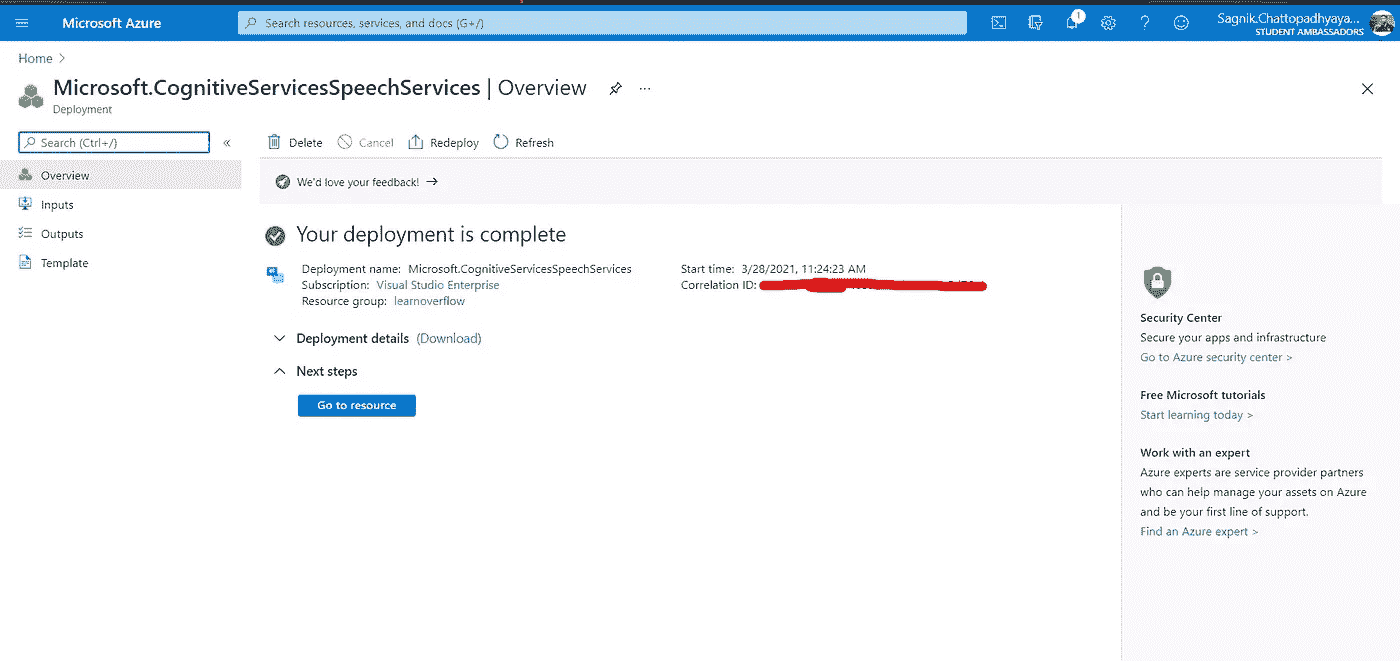 Microsoft Azure
Search resources, services, and docs (G+/)
1
Sagnik.Chattopadhyaya...
STUDENT AMBASSADORS
Home >
Microsoft.CognitiveServicesSpeechServices | Overview
Deployment
Search (Ctrl+/)
«
Delete
Cancel
Redeploy
Refresh
Overview
Inputs
Outputs
Template
We'd love your feedback! →
Your deployment is complete
Deployment name: Microsoft.CognitiveServicesSpeechServices
Subscription: Visual Studio Enterprise
Resource group: learnoverflow
Start time: 3/28/2021, 11:24:23 AM
Correlation ID:
Deployment details (Download)
Next steps
Go to resource
Security Center
Secure your apps and infrastructure
Go to Azure security center >
Free Microsoft tutorials
Start learning today >
Work with an expert
Azure experts are service provider partners
who can help manage your assets on Azure
and be your first line of support.
Find an Azure expert >